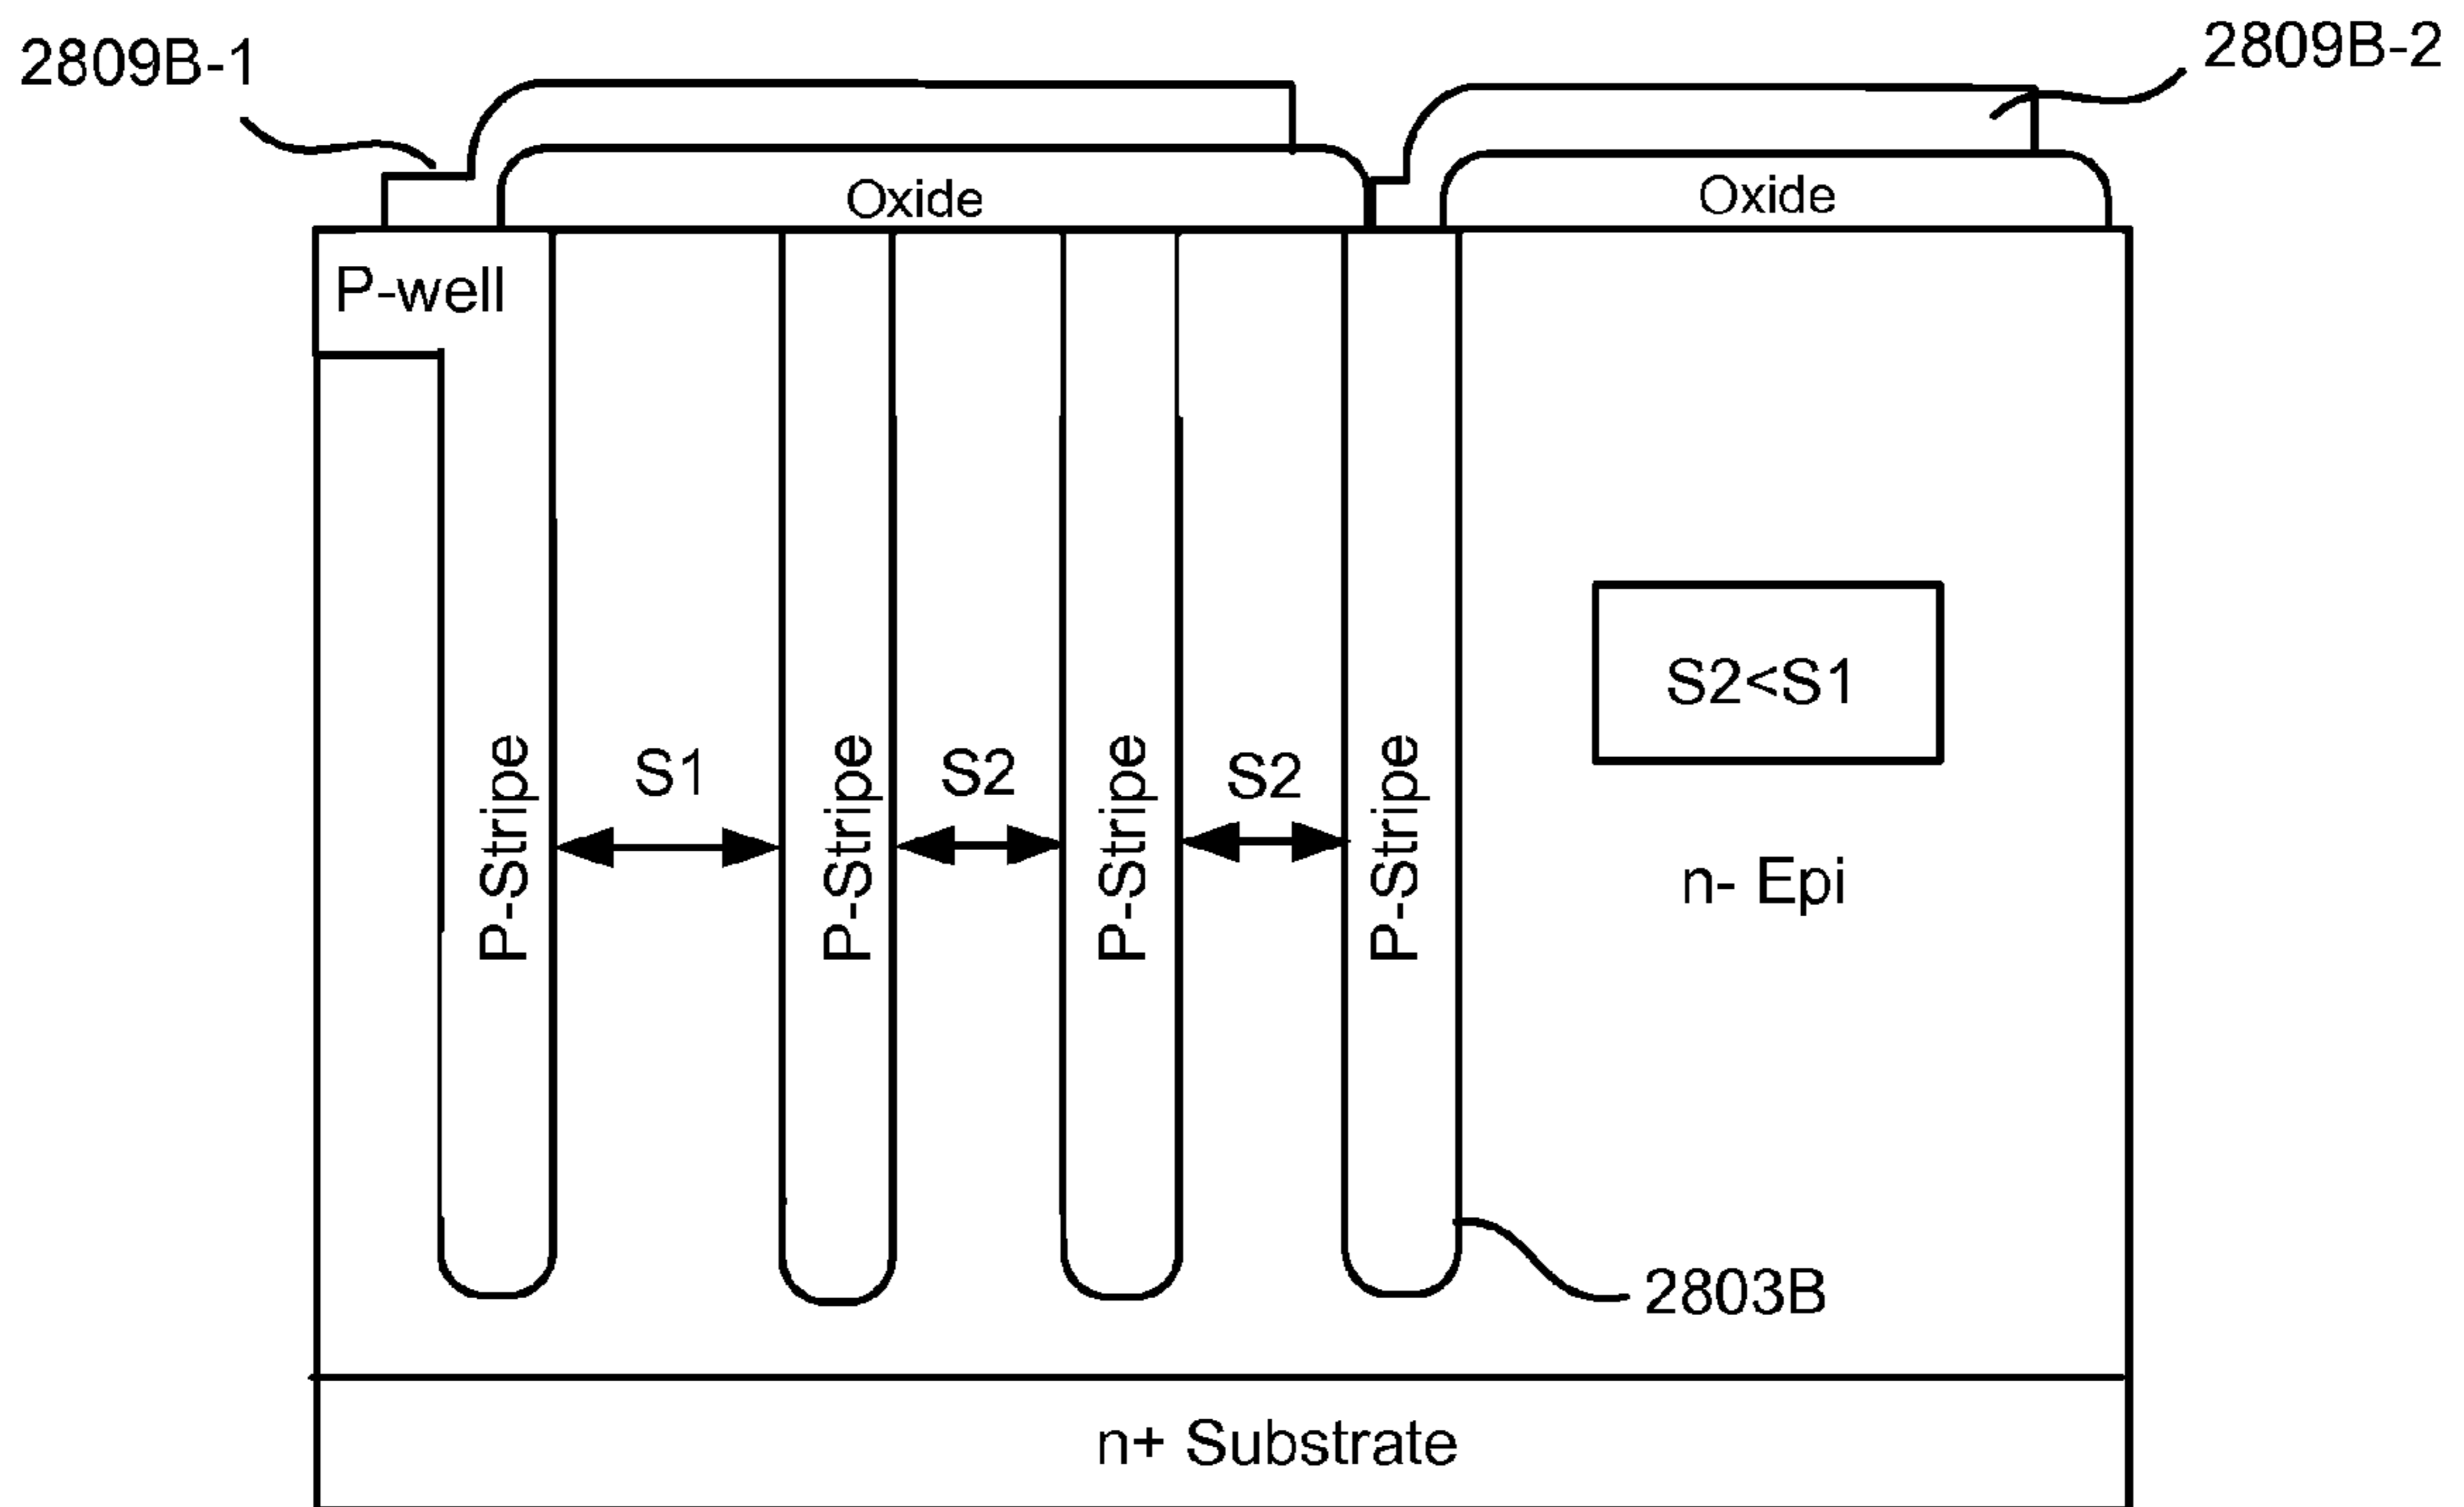 2809B-1
2809B-2
Oxide
Oxide
P-well
S2<S1
P-Stripe
S1
P-Stripe
S2
P-Stripe
S2
P-Stripe
n- Epi
2803B
n+ Substrate